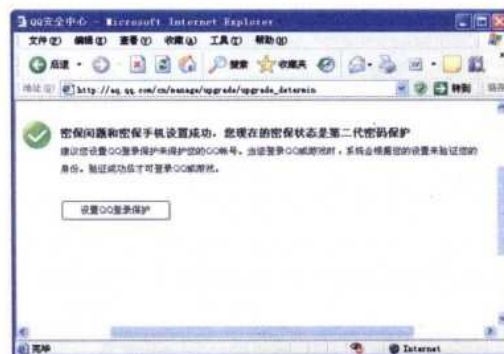 QQ安全中心 - Microsoft Internet Explorer
文件(F) 编辑(E) 查看(V) 收藏(A) 工具(T) 帮助(H)
后退 搜索 收藏夹
地址(D) http://aq.qq.com/cn/manage/upgrade/upgrade_determin 转到 链接
密保问题和密保手机设置成功，您现在的密保状态是第二代密码保护
建议您设置QQ登录保护来保护您的QQ帐号。当您登录QQ或游戏时，系统会根据您的设置来验证您的
身份。验证成功后才可登录QQ或游戏。
设置QQ登录保护
完毕 Internet